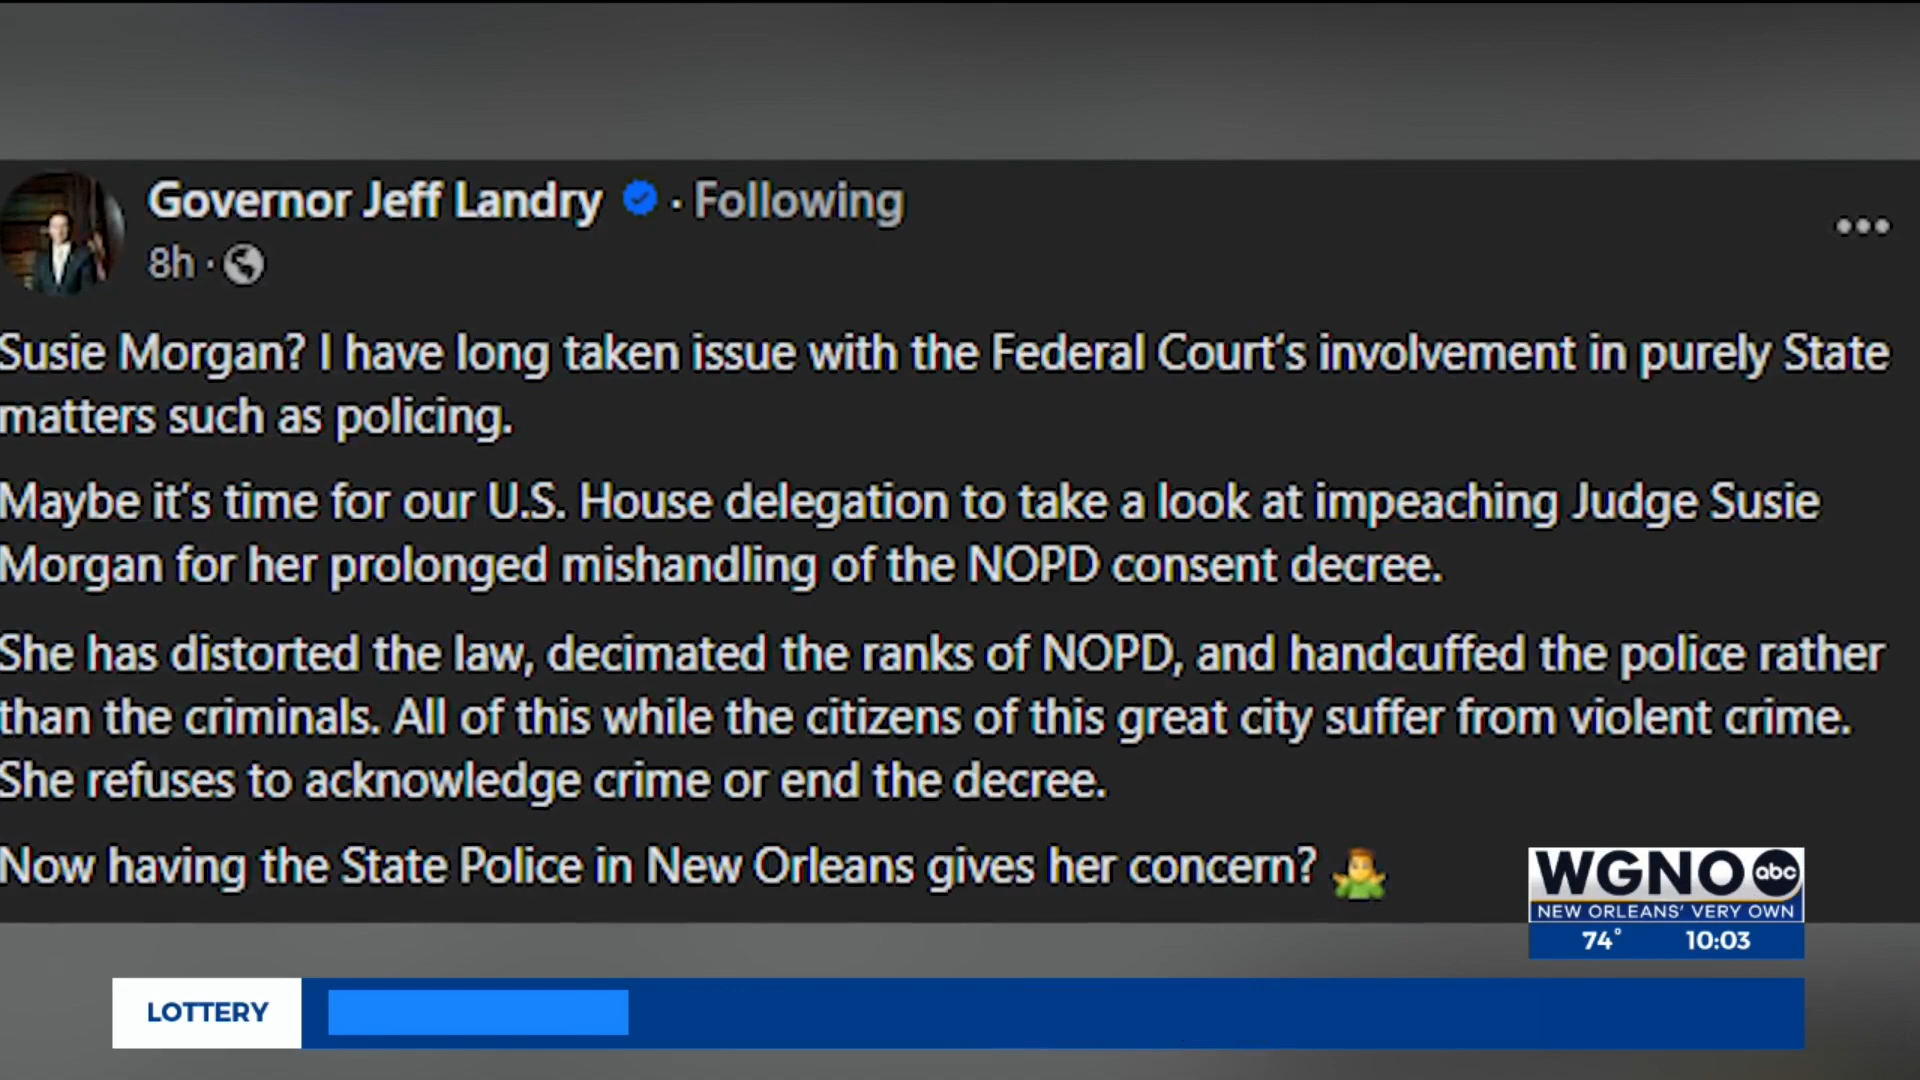 Governor Jeff Landry · Following
8h ·
Susie Morgan? I have long taken issue with the Federal Court's involvement in purely State
matters such as policing.
Maybe it's time for our U.S. House delegation to take a look at impeaching Judge Susie
Morgan for her prolonged mishandling of the NOPD consent decree.
She has distorted the law, decimated the ranks of NOPD, and handcuffed the police rather
than the criminals. All of this while the citizens of this great city suffer from violent crime.
She refuses to acknowledge crime or end the decree.
Now having the State Police in New Orleans gives her concern? 🤷‍♂️
WGNO abc
NEW ORLEANS' VERY OWN
74° 10:03
LOTTERY